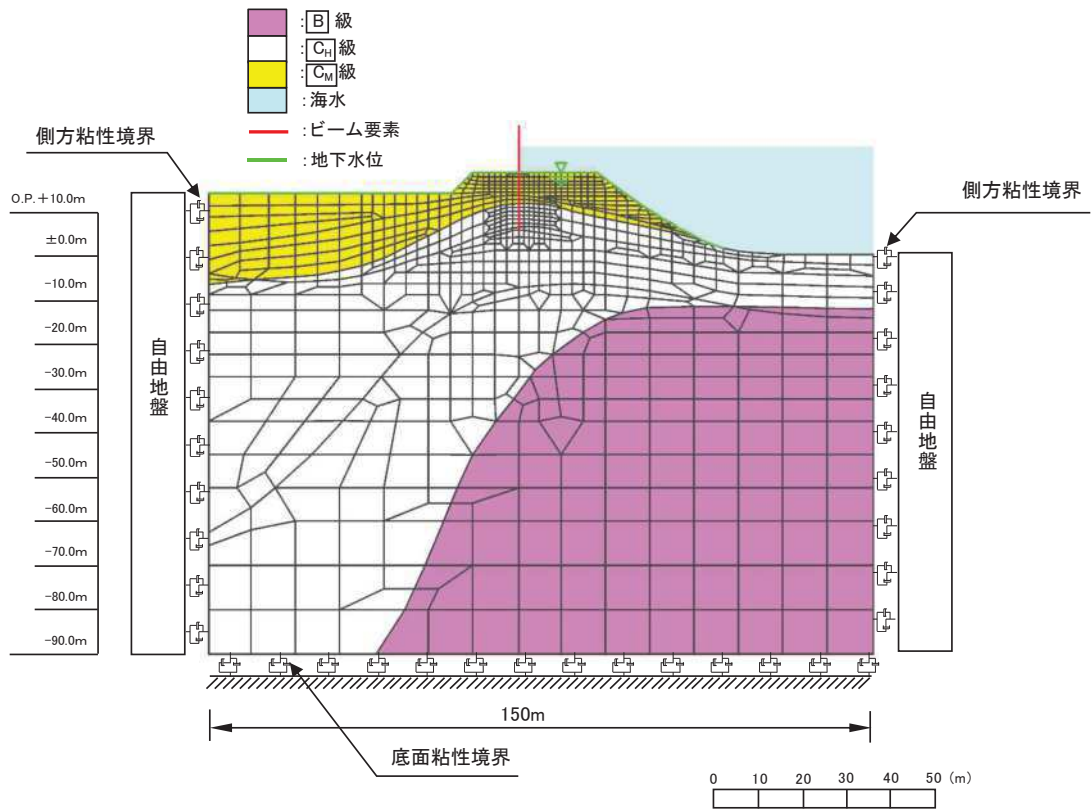 : B 級
: CH 級
: CM 級
: 海水
: ビーム要素
: 地下水位
側方粘性境界
側方粘性境界
O.P.+10.0m
±0.0m
-10.0m
-20.0m
-30.0m
-40.0m
-50.0m
-60.0m
-70.0m
-80.0m
-90.0m
自由地盤
自由地盤
150m
底面粘性境界
0 10 20 30 40 50 (m)